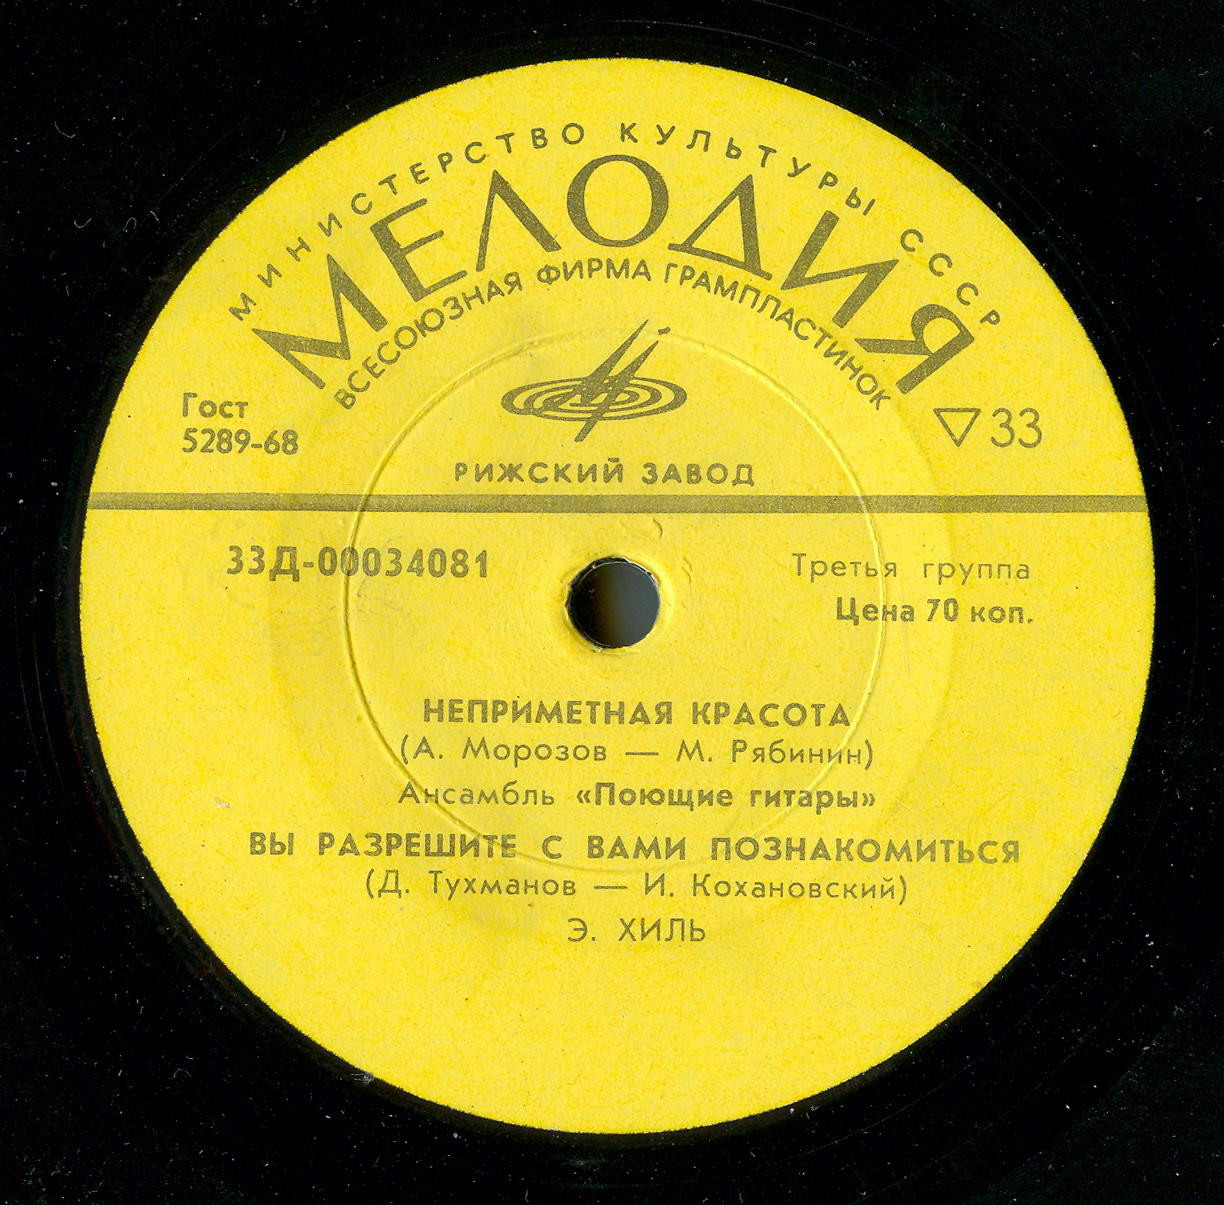 МИНИСТЕРСТВО КУЛЬТУРЫ СССР
МЕЛОДИЯ
ВСЕСОЮЗНАЯ ФИРМА ГРАМПЛАСТИНОК
Гост
5289-68
▽33
РИЖСКИЙ ЗАВОД
33Д-00034081
Третья группа
Цена 70 коп.
НЕПРИМЕТНАЯ КРАСОТА
(А. Морозов — М. Рябинин)
Ансамбль «Поющие гитары»
ВЫ РАЗРЕШИТЕ С ВАМИ ПОЗНАКОМИТЬСЯ
(Д. Тухманов — И. Кохановский)
Э. ХИЛЬ